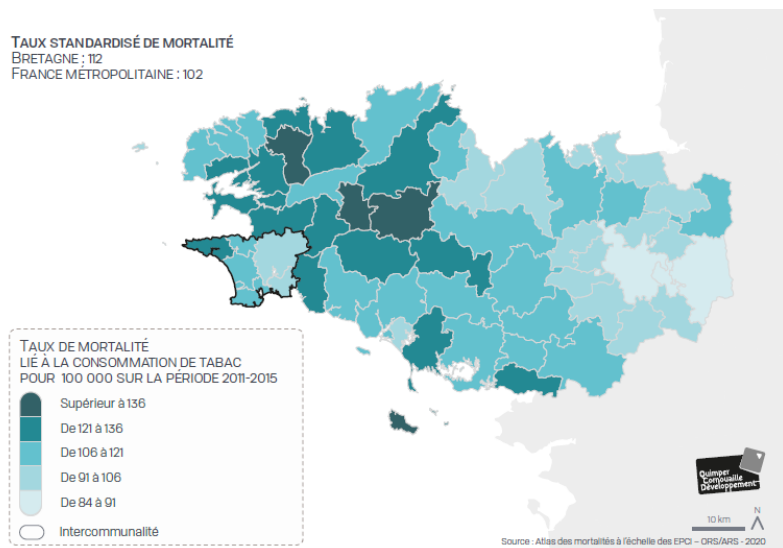 TAUX STANDARDISÉ DE MORTALITÉ
BRETAGNE : 112
FRANCE MÉTROPOLITAINE : 102
TAUX DE MORTALITÉ
LIÉ À LA CONSOMMATION DE TABAC
POUR 100 000 SUR LA PÉRIODE 2011-2015
Supérieur à 136
De 121 à 136
De 106 à 121
De 91 à 106
De 84 à 91
Intercommunalité
Quimper
Cornouaille
Développement
10 km
N
Source : Atlas des mortalités à l'échelle des EPCI – ORS/ARS - 2020